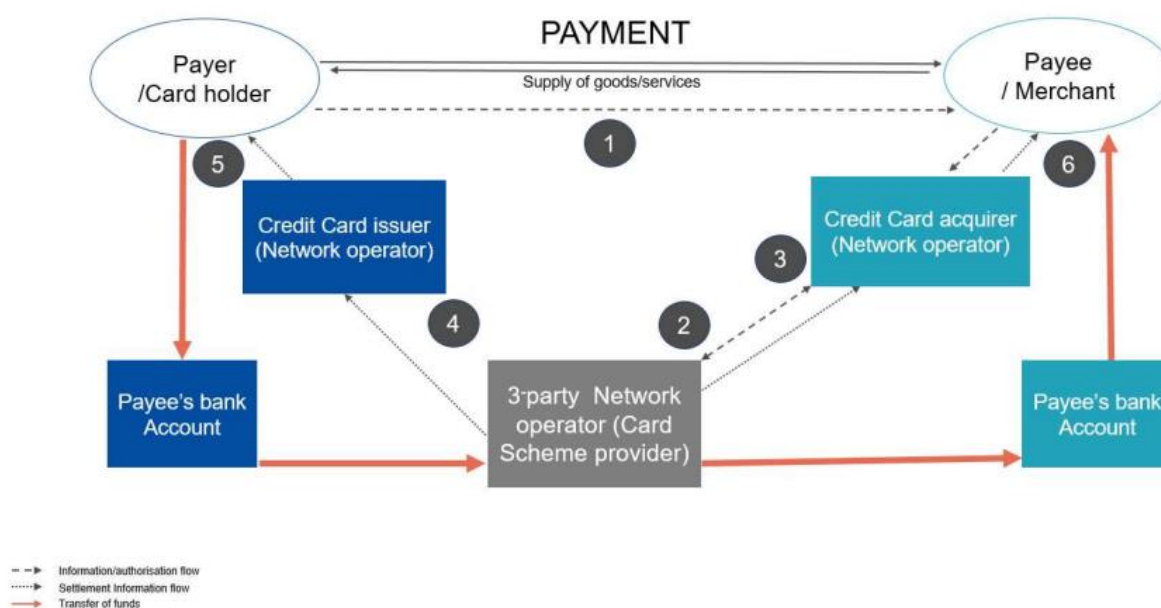 PAYMENT
Payer
/Card holder
Supply of goods/services
Payee
/ Merchant
1
5
6
Credit Card issuer
(Network operator)
Credit Card acquirer
(Network operator)
3
4
2
Payee's bank
Account
3-party Network
operator (Card
Scheme provider)
Payee's bank
Account
Information/authorisation flow
Settlement Information flow
Transfer of funds